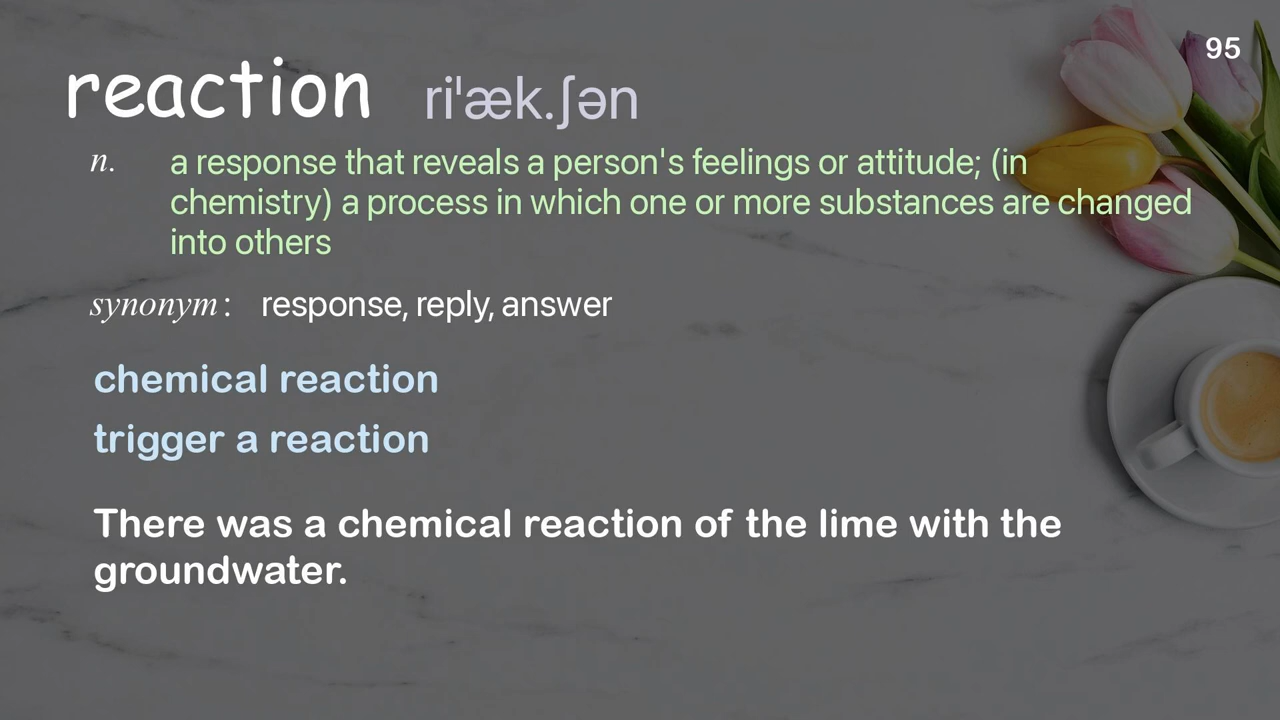 95
reaction riˈæk.ʃən
n. a response that reveals a person's feelings or attitude; (in
chemistry) a process in which one or more substances are changed
into others
synonym: response, reply, answer
chemical reaction
trigger a reaction
There was a chemical reaction of the lime with the
groundwater.